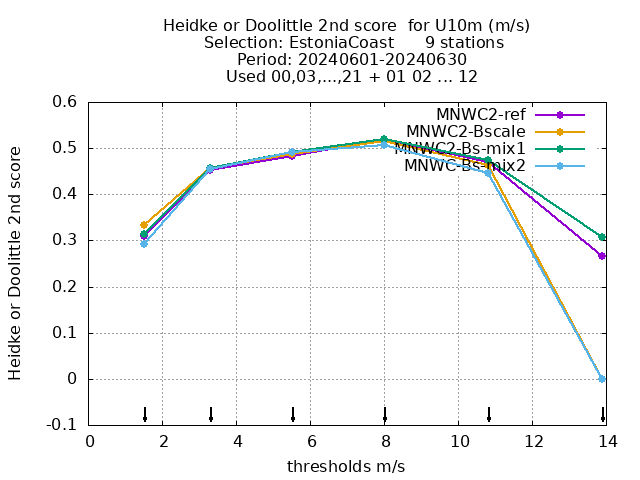 Heidke or Doolittle 2nd score  for U10m (m/s)
Selection: EstoniaCoast      9 stations
Period: 20240601-20240630
Used 00,03,...,21 + 01 02 ... 12
MNWC2-ref
MNWC2-Bscale
MNWC2-Bs-mix1
MNWC-Bs-mix2
Heidke or Doolittle 2nd score
0.6
0.5
0.4
0.3
0.2
0.1
0
-0.1
0 2 4 6 8 10 12 14
thresholds m/s